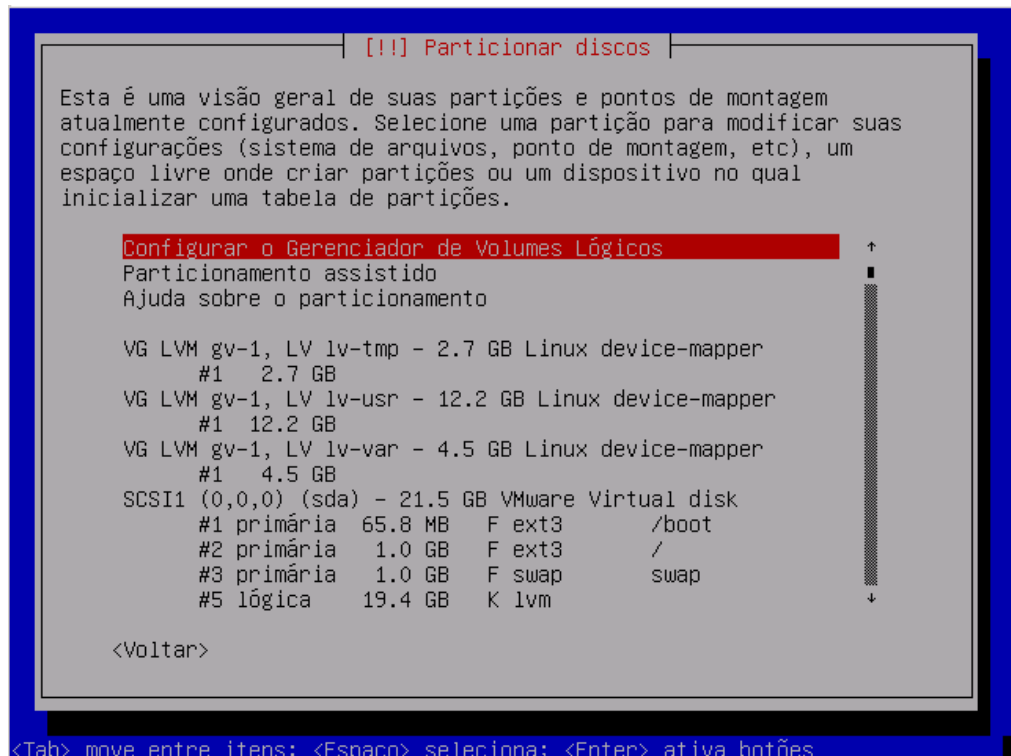 [!!] Particionar discos
Esta é uma visão geral de suas partições e pontos de montagem
atualmente configurados. Selecione uma partição para modificar suas
configurações (sistema de arquivos, ponto de montagem, etc), um
espaço livre onde criar partições ou um dispositivo no qual
inicializar uma tabela de partições.
Configurar o Gerenciador de Volumes Lógicos
Particionamento assistido
Ajuda sobre o particionamento
VG LVM gv-1, LV lv-tmp - 2.7 GB Linux device-mapper
#1 2.7 GB
VG LVM gv-1, LV lv-usr - 12.2 GB Linux device-mapper
#1 12.2 GB
VG LVM gv-1, LV lv-var - 4.5 GB Linux device-mapper
#1 4.5 GB
SCSI1 (0,0,0) (sda) - 21.5 GB VMware Virtual disk
#1 primária 65.8 MB F ext3 /boot
#2 primária 1.0 GB F ext3 /
#3 primária 1.0 GB F swap swap
#5 lógica 19.4 GB K lvm
<Voltar>
<Tab> move entre itens; <Espaço> seleciona; <Enter> ativa botões